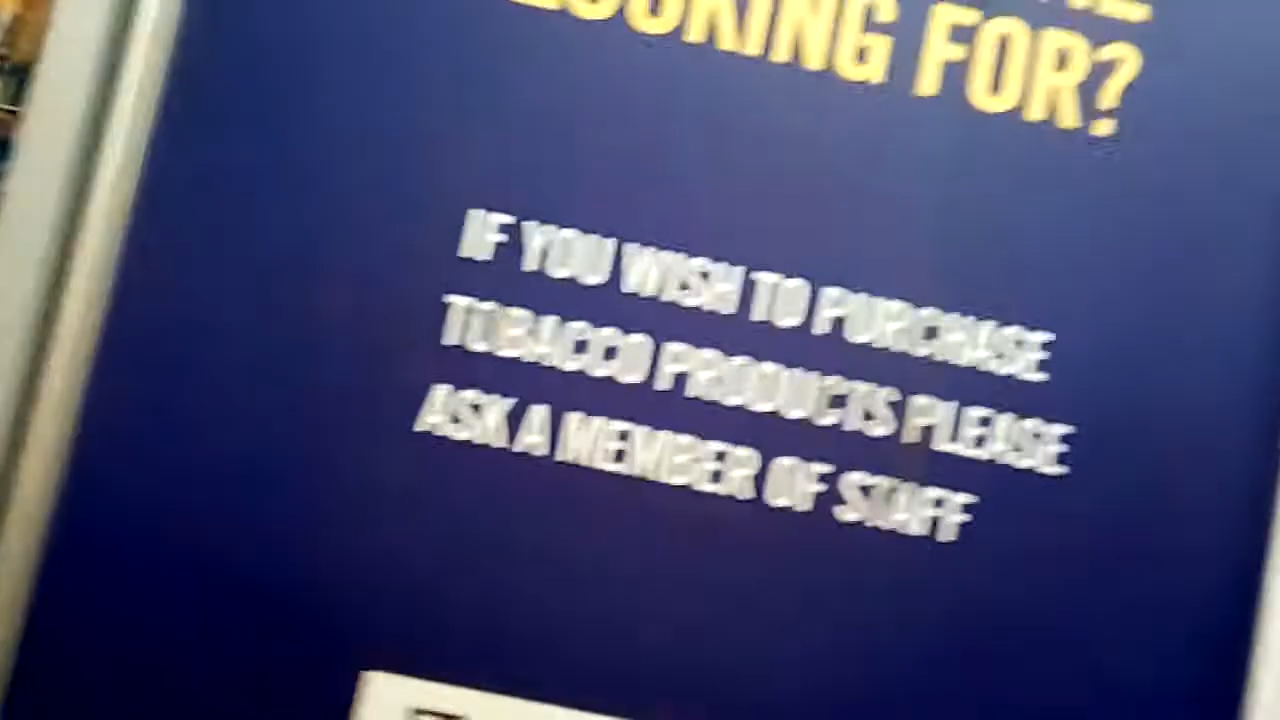 LOOKING FOR?
IF YOU WISH TO PURCHASE
TOBACCO PRODUCTS PLEASE
ASK A MEMBER OF STAFF